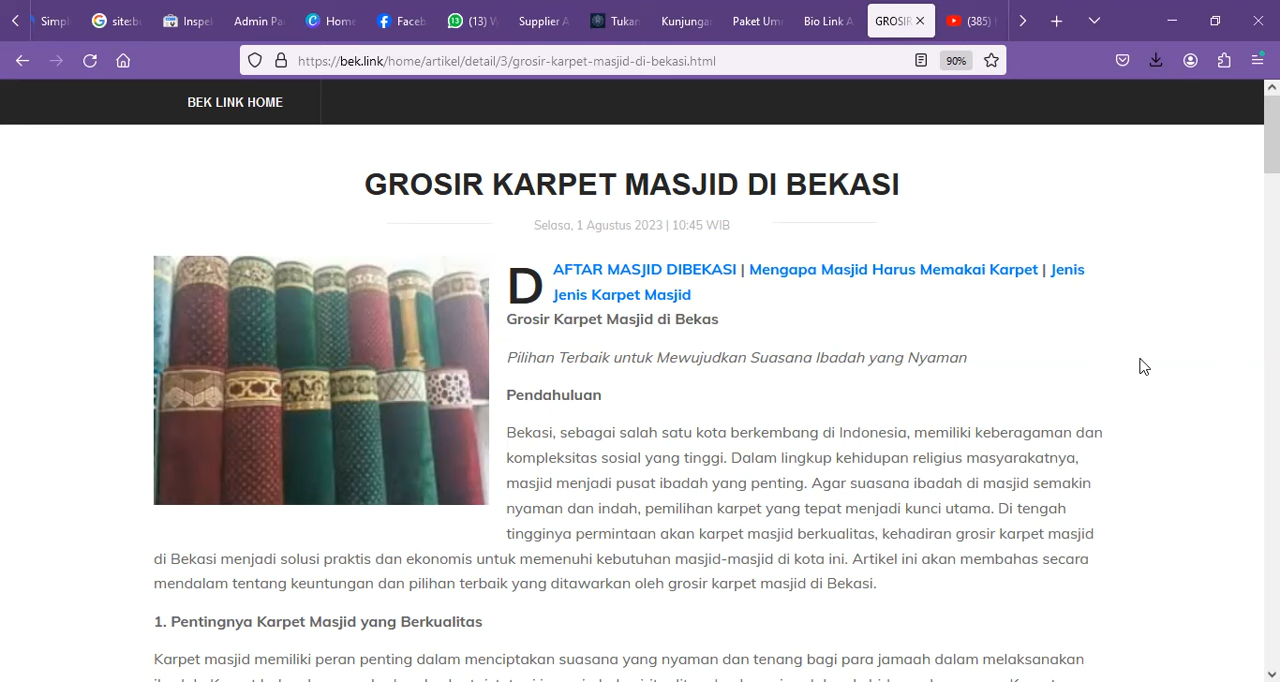 Simpl
site:b
Inspe
Admin Pa
Home
Faceb
13
(13) W
Supplier A
Tukan
Kunjunga
Paket Um
Bio Link A
GROSIR
(385)
https://bek.link/home/artikel/detail/3/grosir-karpet-masjid-di-bekasi.html
90%
BEK LINK HOME
GROSIR KARPET MASJID DI BEKASI
Selasa, 1 Agustus 2023 | 10:45 WIB
DAFTAR MASJID DIBEKASI | Mengapa Masjid Harus Memakai Karpet | Jenis
Jenis Karpet Masjid
Grosir Karpet Masjid di Bekas
Pilihan Terbaik untuk Mewujudkan Suasana Ibadah yang Nyaman
Pendahuluan
Bekasi, sebagai salah satu kota berkembang di Indonesia, memiliki keberagaman dan
kompleksitas sosial yang tinggi. Dalam lingkup kehidupan religius masyarakatnya,
masjid menjadi pusat ibadah yang penting. Agar suasana ibadah di masjid semakin
nyaman dan indah, pemilihan karpet yang tepat menjadi kunci utama. Di tengah
tingginya permintaan akan karpet masjid berkualitas, kehadiran grosir karpet masjid
di Bekasi menjadi solusi praktis dan ekonomis untuk memenuhi kebutuhan masjid-masjid di kota ini. Artikel ini akan membahas secara
mendalam tentang keuntungan dan pilihan terbaik yang ditawarkan oleh grosir karpet masjid di Bekasi.
1. Pentingnya Karpet Masjid yang Berkualitas
Karpet masjid memiliki peran penting dalam menciptakan suasana yang nyaman dan tenang bagi para jamaah dalam melaksanakan